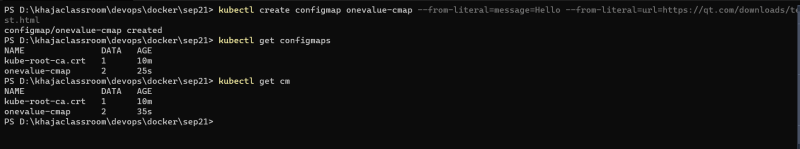 PS D:\khajaclassroom\devops\docker\sep21> kubectl create configmap onevalue-cmap --from-literal=message=Hello --from-literal=url=https://qt.com/downloads/te
st.html
configmap/onevalue-cmap created
PS D:\khajaclassroom\devops\docker\sep21> kubectl get configmaps
NAME DATA AGE
kube-root-ca.crt 1 10m
onevalue-cmap 2 25s
PS D:\khajaclassroom\devops\docker\sep21> kubectl get cm
NAME DATA AGE
kube-root-ca.crt 1 10m
onevalue-cmap 2 35s
PS D:\khajaclassroom\devops\docker\sep21>